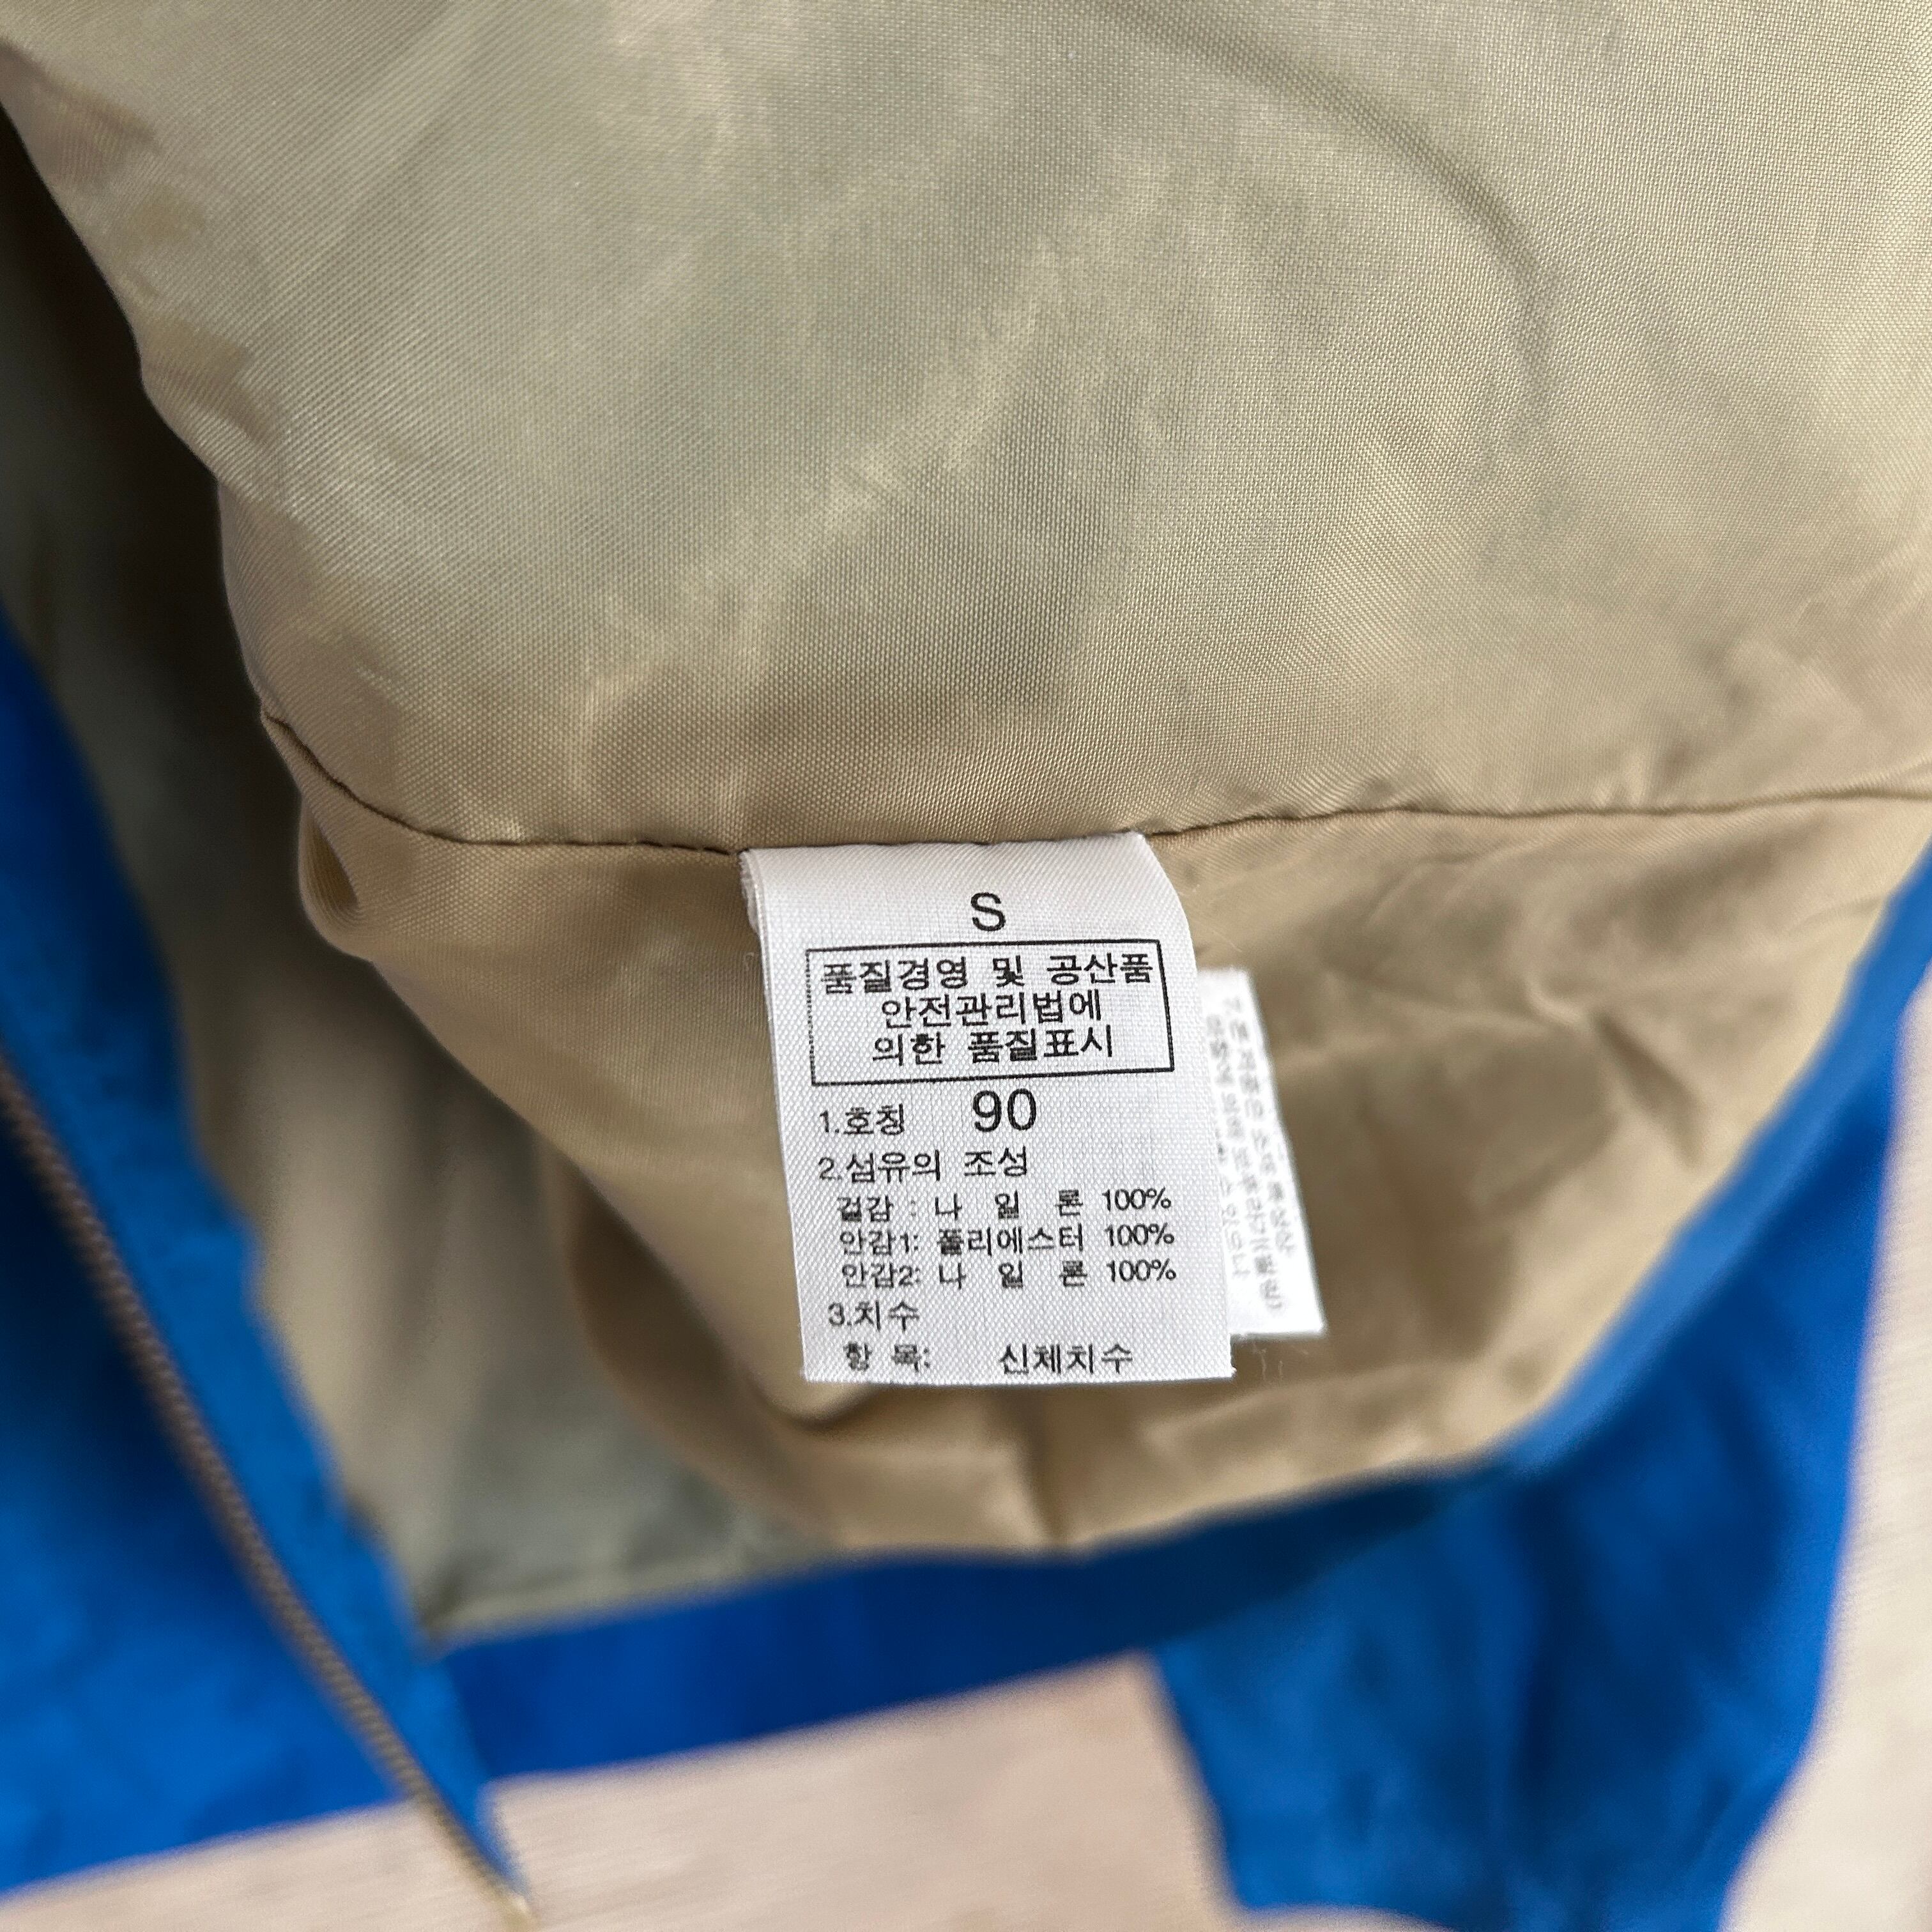 S
품질경영 및 공산품
안전관리법에
의한 품질표시
1.호칭 90
2.섬유의 조성
겉감 : 나 일 론 100%
안감1: 폴리에스터 100%
안감2: 나 일 론 100%
3.치수
항 목: 신체치수